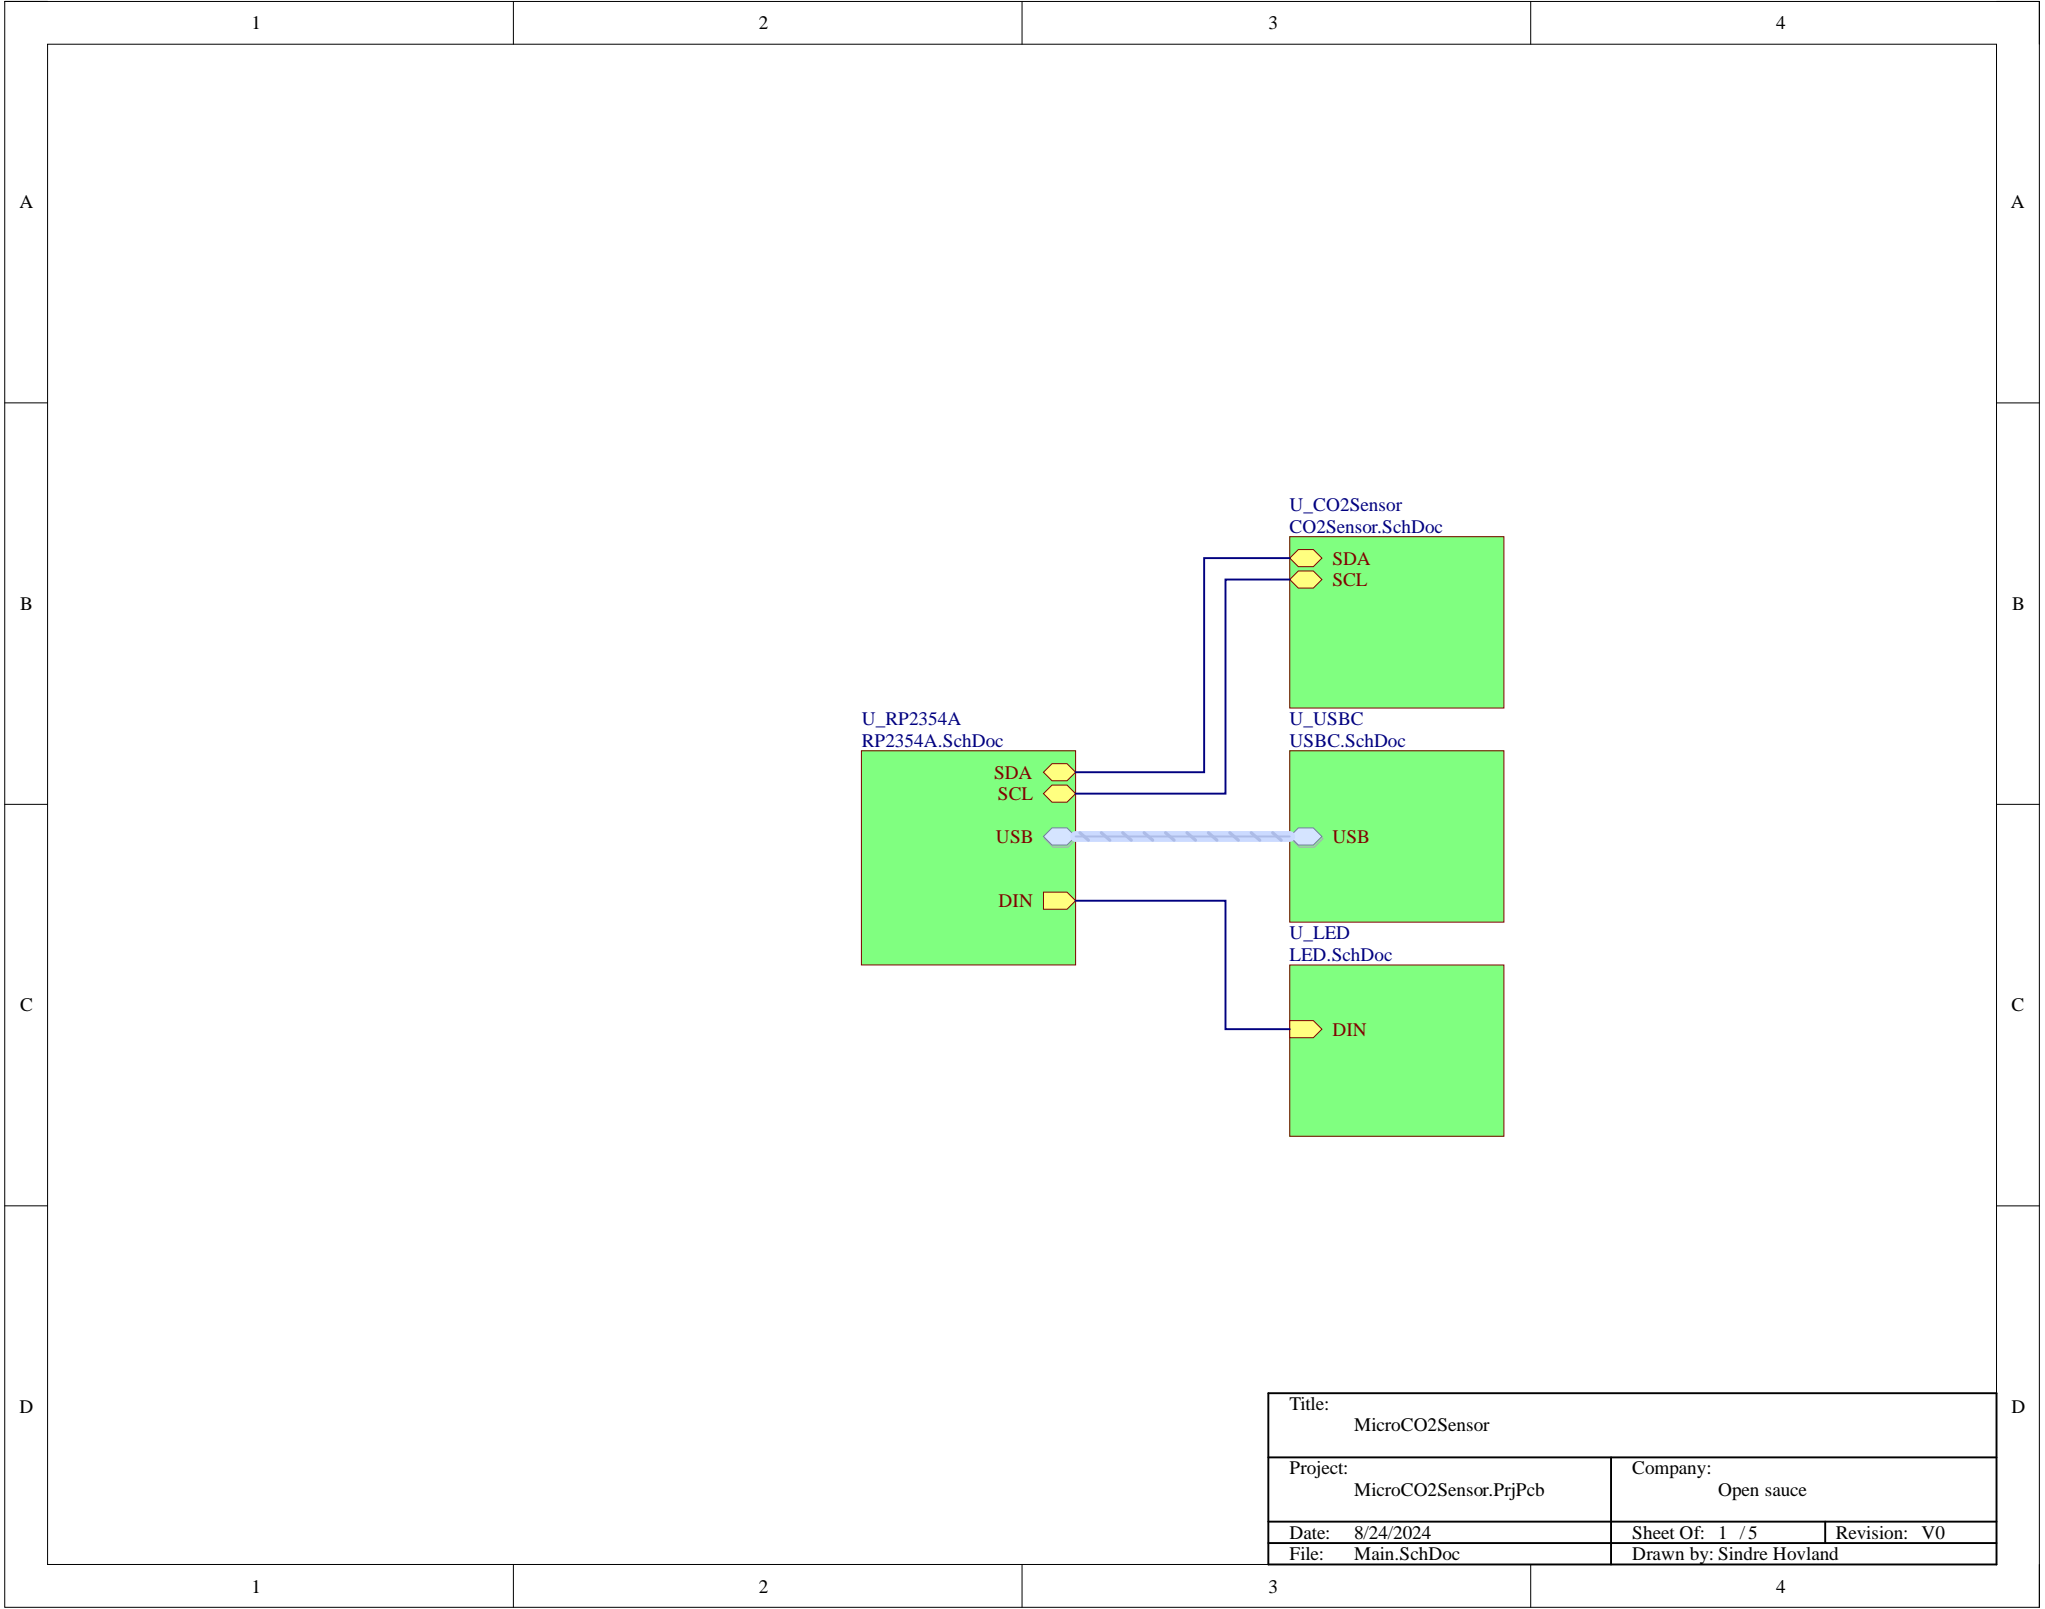 1 2 3 4
A A
U_CO2Sensor
CO2Sensor.SchDoc
SDA
SCL
B B
U_RP2354A
RP2354A.SchDoc
SDA
SCL
USB
DIN
U_USBC
USBC.SchDoc
USB
U_LED
LED.SchDoc
DIN
C C
D D
Title:
MicroCO2Sensor
Project:
MicroCO2Sensor.PrjPcb
Company:
Open sauce
Date: 8/24/2024
Sheet Of: 1 / 5
Revision: V0
File: Main.SchDoc
Drawn by: Sindre Hovland
1 2 3 4